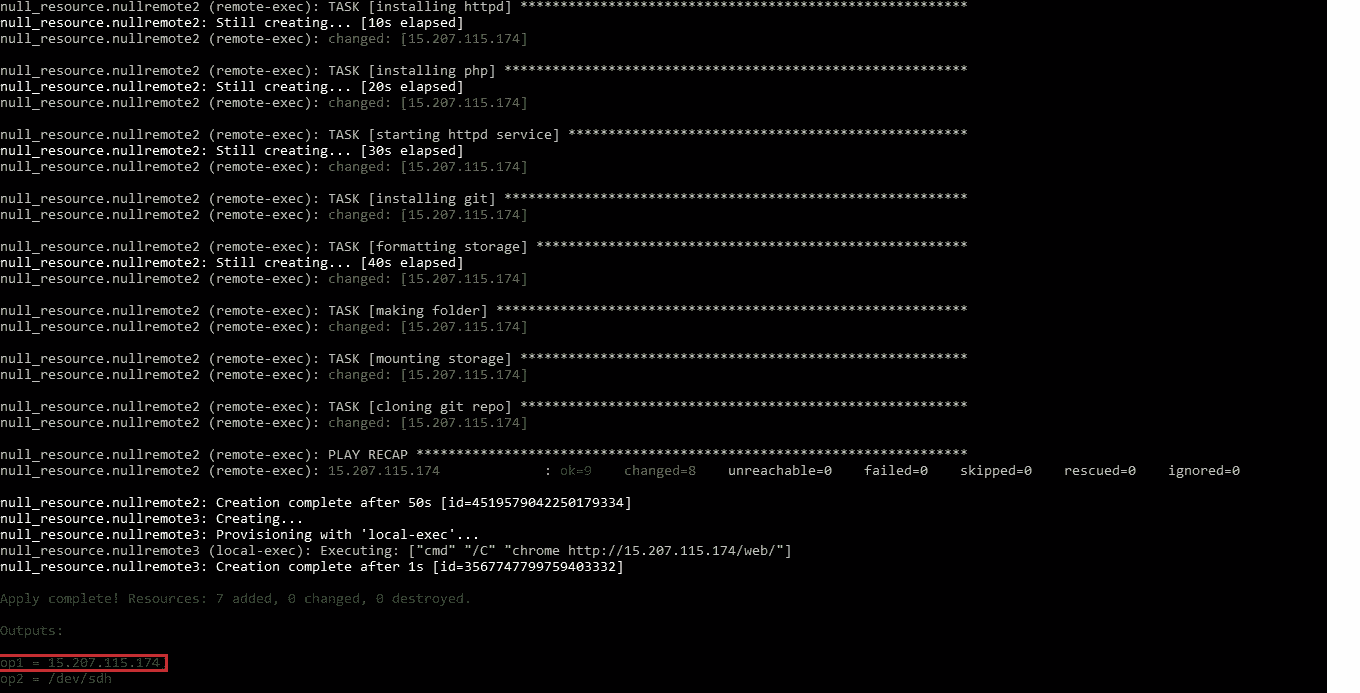 null_resource.nullremote2 (remote-exec): TASK [installing httpd] ********************************************************
null_resource.nullremote2: Still creating... [10s elapsed]
null_resource.nullremote2 (remote-exec): changed: [15.207.115.174]
null_resource.nullremote2 (remote-exec): TASK [installing php] **********************************************************
null_resource.nullremote2: Still creating... [20s elapsed]
null_resource.nullremote2 (remote-exec): changed: [15.207.115.174]
null_resource.nullremote2 (remote-exec): TASK [starting httpd service] **************************************************
null_resource.nullremote2: Still creating... [30s elapsed]
null_resource.nullremote2 (remote-exec): changed: [15.207.115.174]
null_resource.nullremote2 (remote-exec): TASK [installing git] **********************************************************
null_resource.nullremote2 (remote-exec): changed: [15.207.115.174]
null_resource.nullremote2 (remote-exec): TASK [formatting storage] ******************************************************
null_resource.nullremote2: Still creating... [40s elapsed]
null_resource.nullremote2 (remote-exec): changed: [15.207.115.174]
null_resource.nullremote2 (remote-exec): TASK [making folder] ***********************************************************
null_resource.nullremote2 (remote-exec): changed: [15.207.115.174]
null_resource.nullremote2 (remote-exec): TASK [mounting storage] ********************************************************
null_resource.nullremote2 (remote-exec): changed: [15.207.115.174]
null_resource.nullremote2 (remote-exec): TASK [cloning git repo] ********************************************************
null_resource.nullremote2 (remote-exec): changed: [15.207.115.174]
null_resource.nullremote2 (remote-exec): PLAY RECAP *********************************************************************
null_resource.nullremote2 (remote-exec): 15.207.115.174             : ok=9    changed=8    unreachable=0    failed=0    skipped=0    rescued=0    ignored=0
null_resource.nullremote2: Creation complete after 50s [id=4519579042250179334]
null_resource.nullremote3: Creating...
null_resource.nullremote3: Provisioning with 'local-exec'...
null_resource.nullremote3 (local-exec): Executing: ["cmd" "/C" "chrome http://15.207.115.174/web/"]
null_resource.nullremote3: Creation complete after 1s [id=3567747799759403332]
Apply complete! Resources: 7 added, 0 changed, 0 destroyed.
Outputs:
op1 = 15.207.115.174
op2 = /dev/sdh